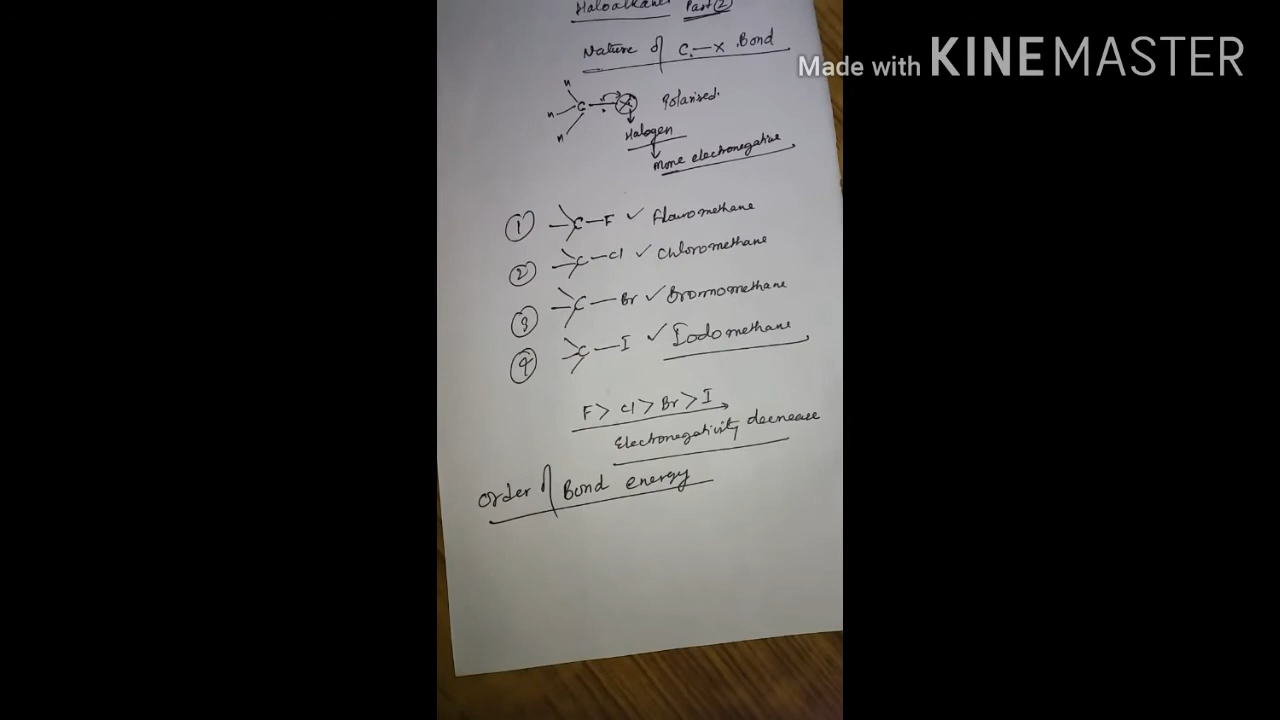 Haloalkanes Part (2)
Nature of C-X Bond
Made with KINEMASTER
H
H C X Polarised.
H
Halogen
More electronegative
① C-F ✓ Flouromethane
② C-Cl ✓ Chloromethane
③ C-Br ✓ Bromomethane
④ C-I ✓ Iodomethane
F > Cl > Br > I
Electronegativity decrease
Order of Bond energy